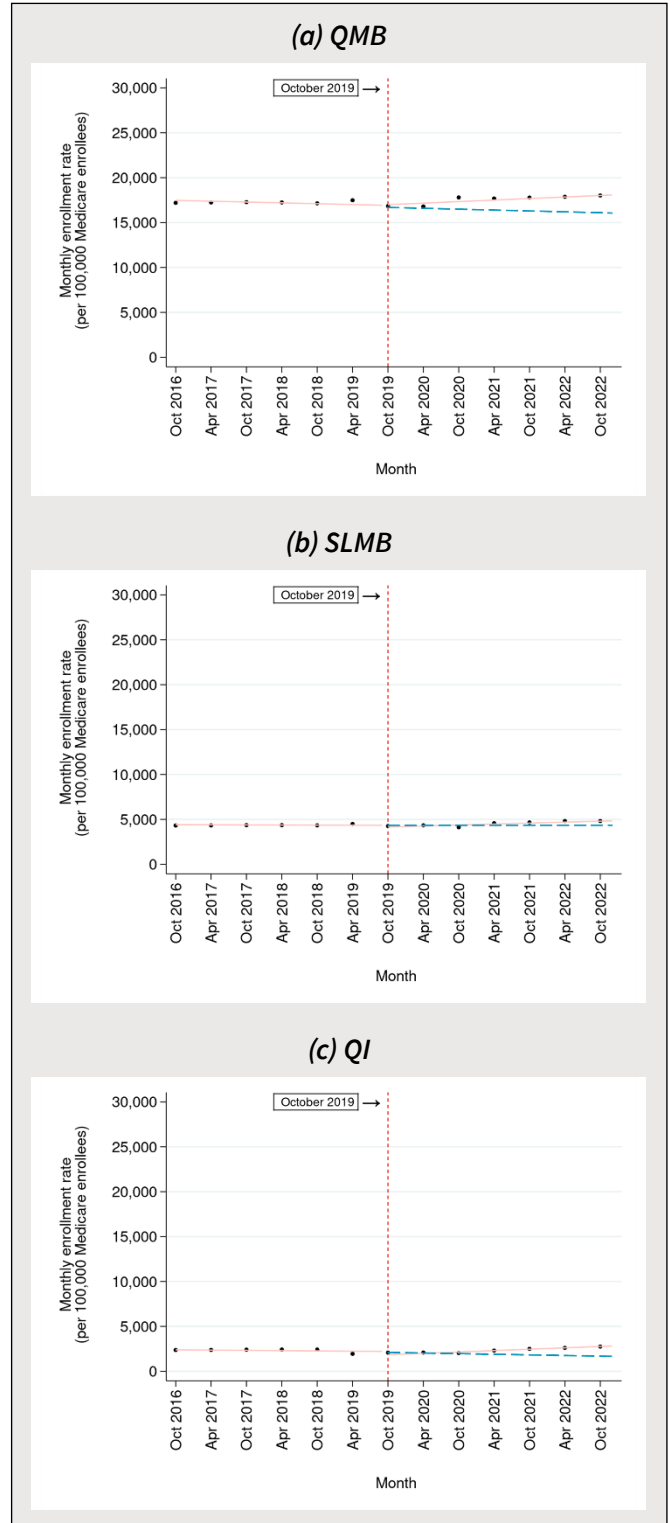 (a) QMB
October 2019 →
30,000
25,000
20,000
15,000
10,000
5,000
0
Monthly enrollment rate
(per 100,000 Medicare enrollees)
Oct 2016
Apr 2017
Oct 2017
Apr 2018
Oct 2018
Apr 2019
Oct 2019
Apr 2020
Oct 2020
Apr 2021
Oct 2021
Apr 2022
Oct 2022
Month
(b) SLMB
October 2019 →
30,000
25,000
20,000
15,000
10,000
5,000
0
Monthly enrollment rate
(per 100,000 Medicare enrollees)
Oct 2016
Apr 2017
Oct 2017
Apr 2018
Oct 2018
Apr 2019
Oct 2019
Apr 2020
Oct 2020
Apr 2021
Oct 2021
Apr 2022
Oct 2022
Month
(c) QI
October 2019 →
30,000
25,000
20,000
15,000
10,000
5,000
0
Monthly enrollment rate
(per 100,000 Medicare enrollees)
Oct 2016
Apr 2017
Oct 2017
Apr 2018
Oct 2018
Apr 2019
Oct 2019
Apr 2020
Oct 2020
Apr 2021
Oct 2021
Apr 2022
Oct 2022
Month